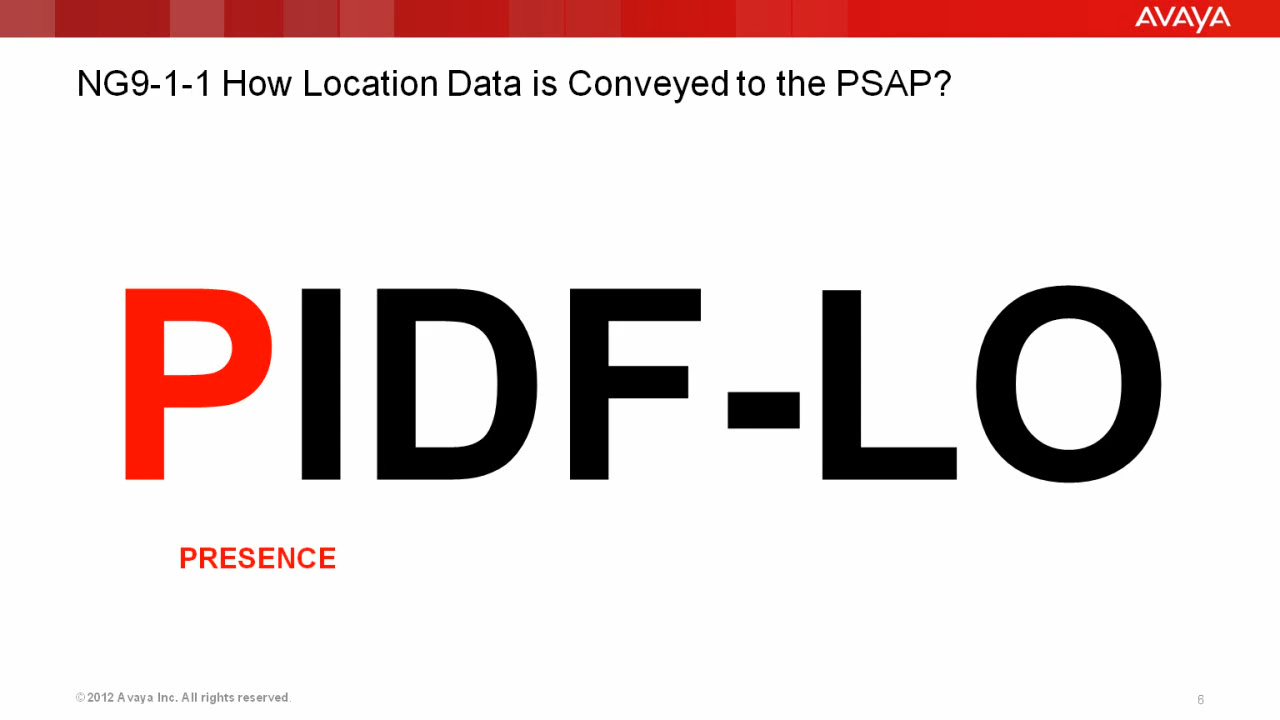 AVAYA
NG9-1-1 How Location Data is Conveyed to the PSAP?
PIDF-LO
PRESENCE
© 2012 Avaya Inc. All rights reserved.
6